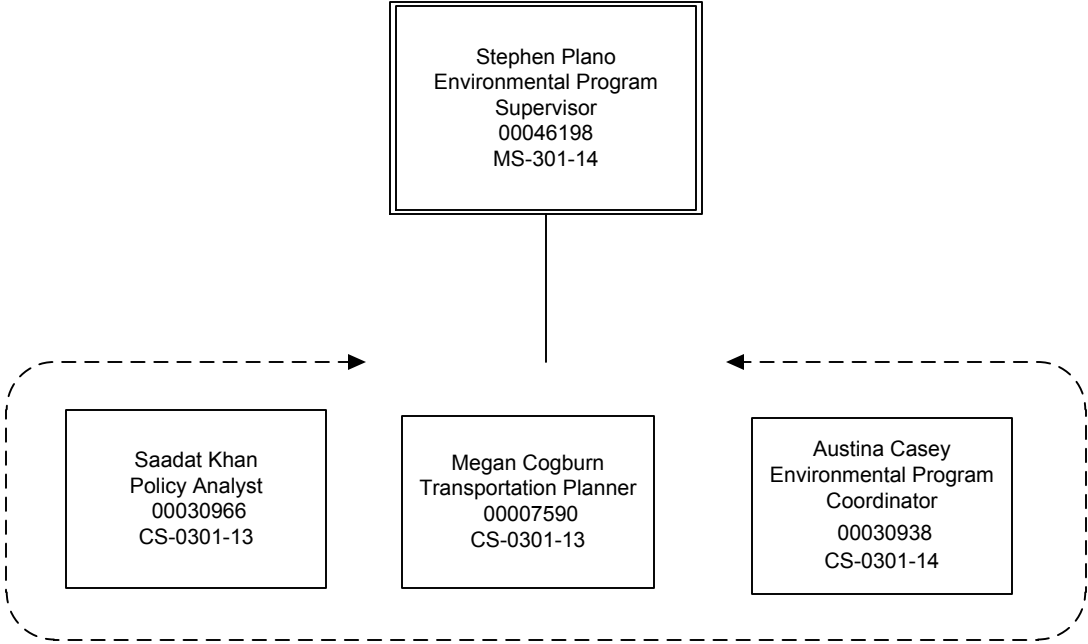 Stephen Plano
Environmental Program
Supervisor
00046198
MS-301-14
Saadat Khan
Policy Analyst
00030966
CS-0301-13
Megan Cogburn
Transportation Planner
00007590
CS-0301-13
Austina Casey
Environmental Program
Coordinator
00030938
CS-0301-14